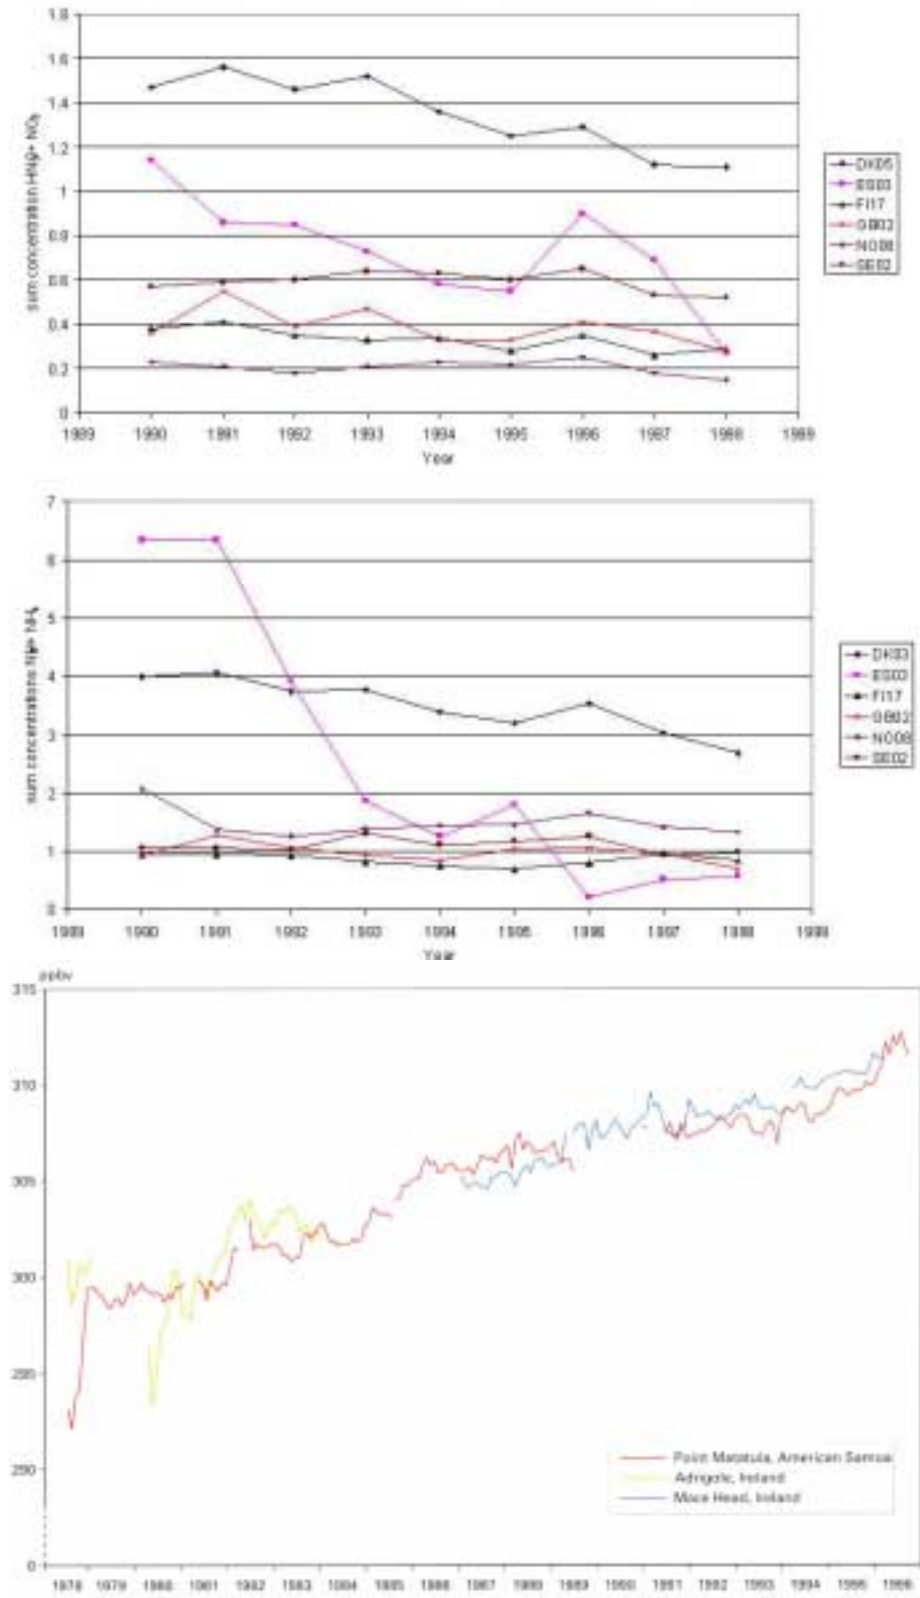 1.8
1.6
1.4
1.2
1
0.8
0.6
0.4
0.2
0
sum concentration
1989 1990 1991 1992 1993 1994 1995 1996 1997 1998 1999
Year
DK05
ES03
FI17
GB02
NO08
SE02
7
6
5
4
3
2
1
0
sum concentrations
1989 1990 1991 1992 1993 1994 1995 1996 1997 1998 1999
Year
DK03
ES03
FI17
GB02
NO08
SE02
ppbv
315
310
305
300
295
290
0
Point Matatula, American Samoa
Adrigole, Ireland
Mace Head, Ireland
1978 1979 1980 1981 1982 1983 1984 1985 1986 1987 1988 1989 1990 1991 1992 1993 1994 1995 1996